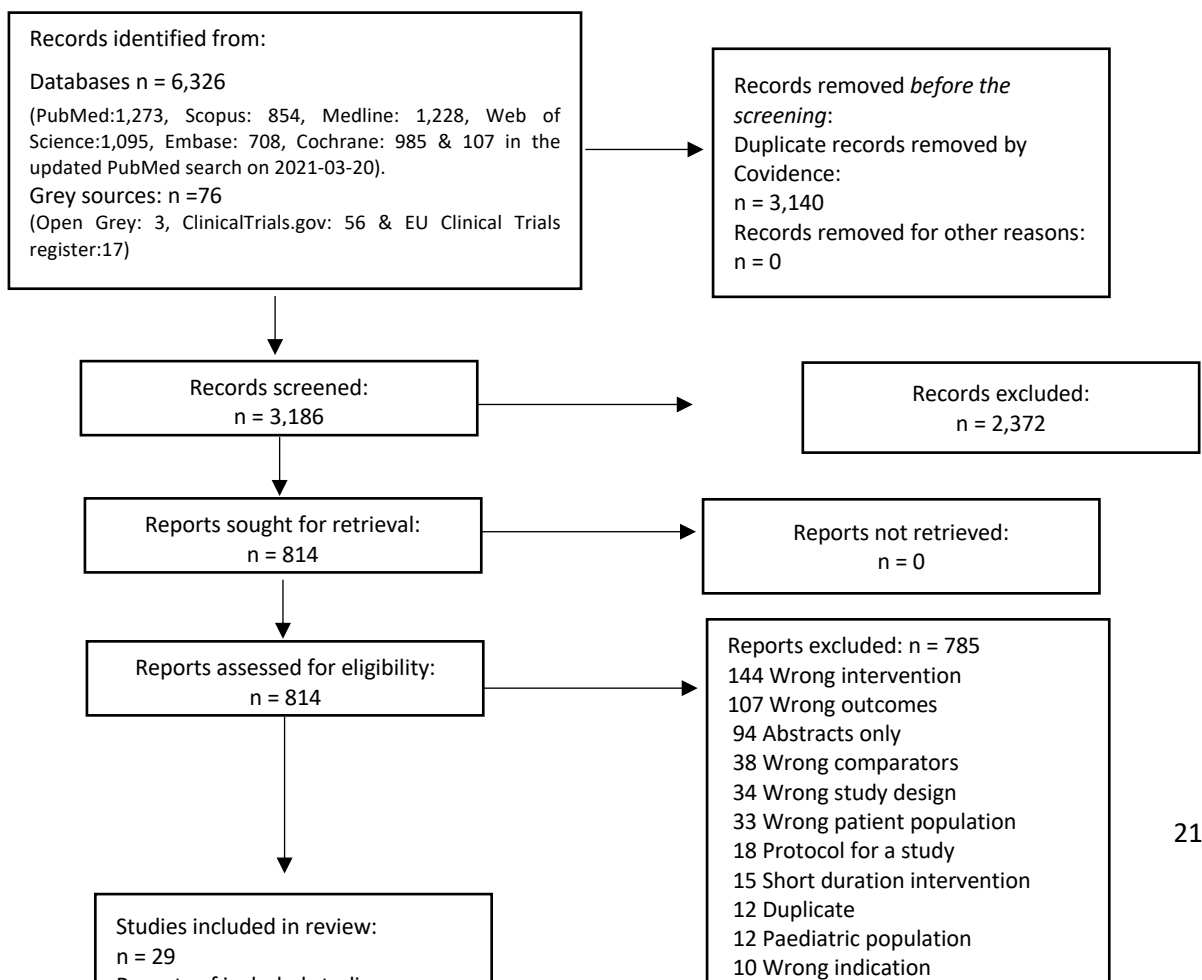 Records identified from:
Databases n = 6,326
(PubMed:1,273, Scopus: 854, Medline: 1,228, Web of
Science:1,095, Embase: 708, Cochrane: 985 & 107 in the
updated PubMed search on 2021-03-20).
Grey sources: n =76
(Open Grey: 3, ClinicalTrials.gov: 56 & EU Clinical Trials
register:17)
Records removed before the
screening:
Duplicate records removed by
Covidence:
n = 3,140
Records removed for other reasons:
n = 0
Records screened:
n = 3,186
Records excluded:
n = 2,372
Reports sought for retrieval:
n = 814
Reports not retrieved:
n = 0
Reports assessed for eligibility:
n = 814
Reports excluded: n = 785
144 Wrong intervention
107 Wrong outcomes
94 Abstracts only
38 Wrong comparators
34 Wrong study design
33 Wrong patient population
18 Protocol for a study
15 Short duration intervention
12 Duplicate
12 Paediatric population
10 Wrong indication
21
Studies included in review:
n = 29